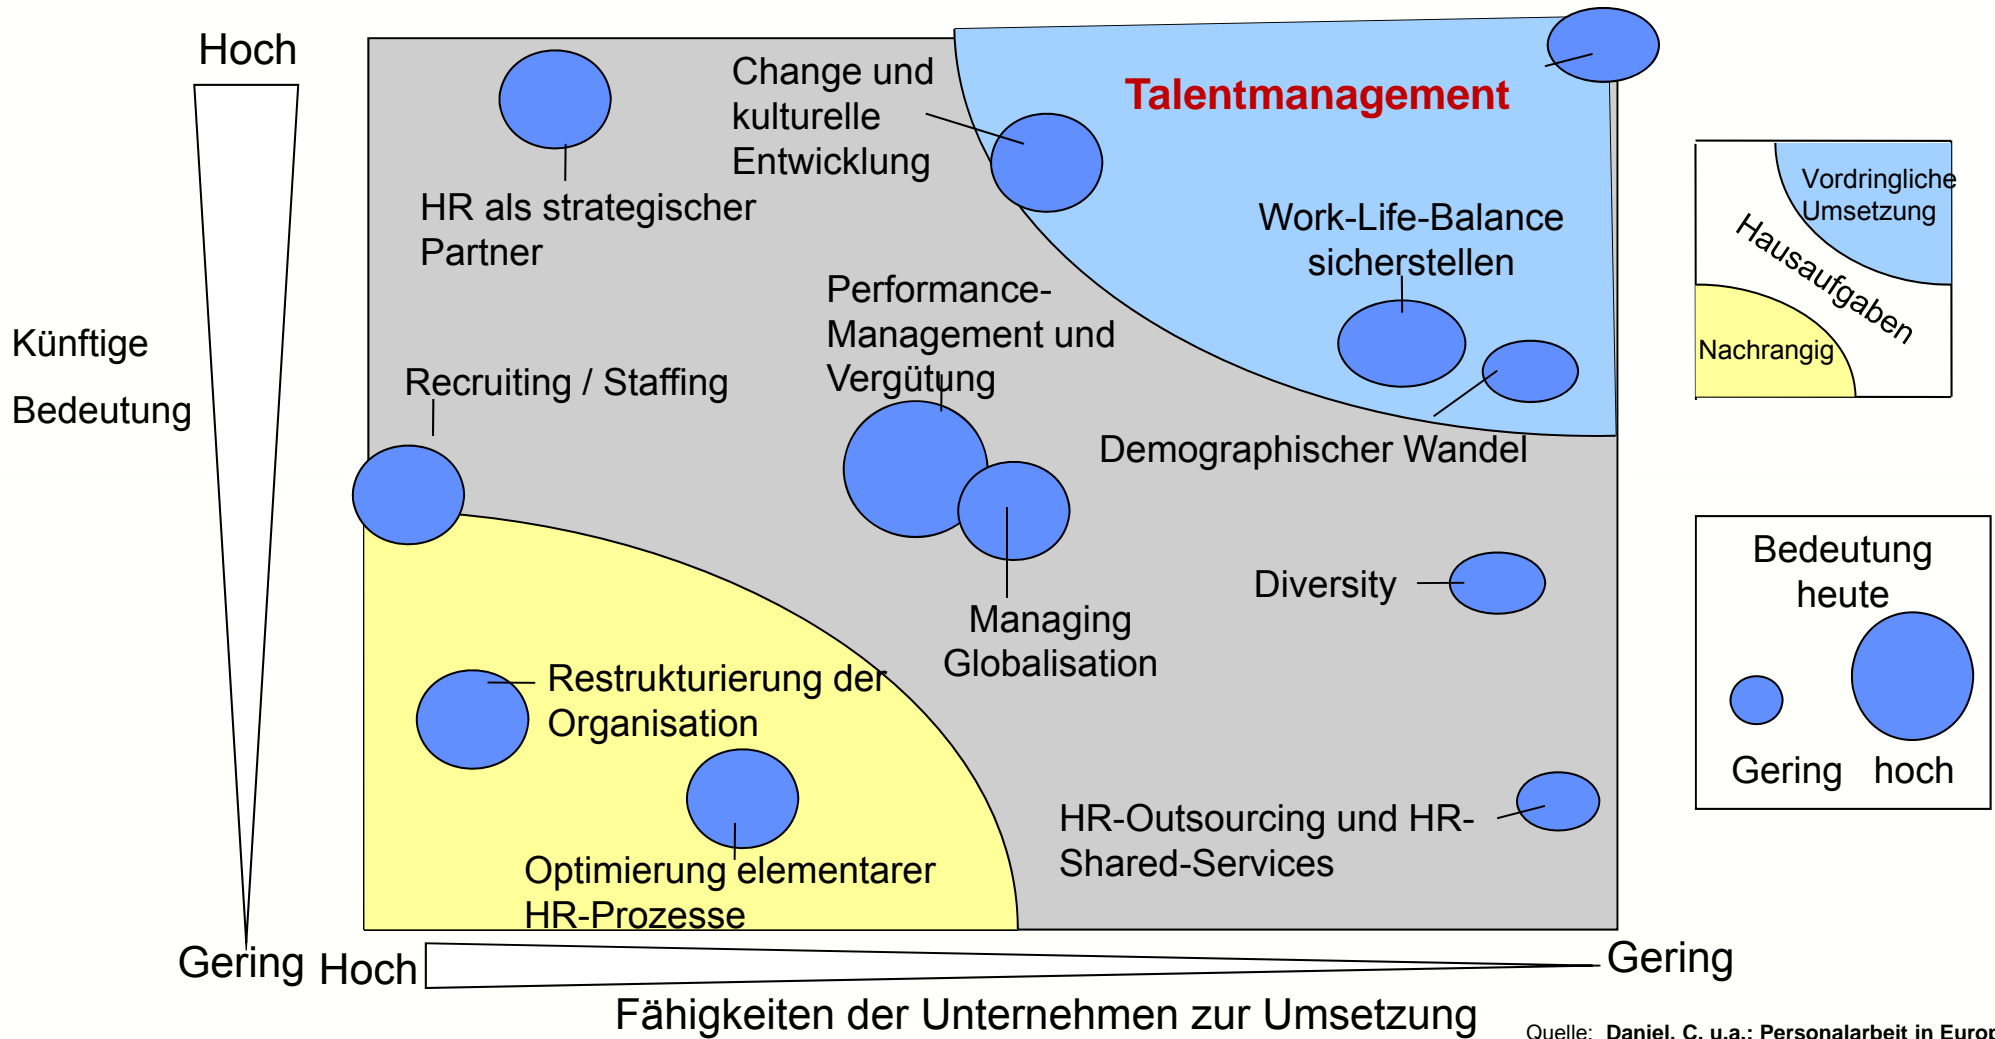 Hoch
Change und
kulturelle
Entwicklung
Talentmanagement
HR als strategischer
Partner
Work-Life-Balance
sicherstellen
Vordringliche
Umsetzung
Hausaufgaben
Nachrangig
Performance-
Management und
Vergütung
Künftige
Bedeutung
Recruiting / Staffing
Demographischer Wandel
Bedeutung
heute
Gering hoch
Diversity
Managing
Globalisation
Restrukturierung der
Organisation
HR-Outsourcing und HR-
Shared-Services
Optimierung elementarer
HR-Prozesse
Gering
Hoch
Gering
Fähigkeiten der Unternehmen zur Umsetzung
Quelle: Daniel, C. u.a.: Personalarbeit in Europ